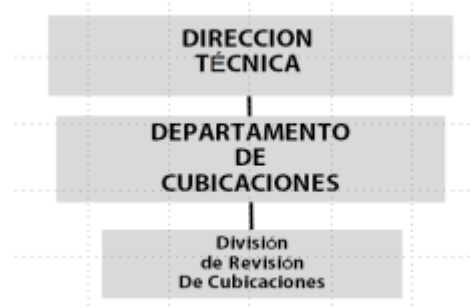 DIRECCION
TÉCNICA
DEPARTAMENTO
DE
CUBICACIONES
División
de Revisión
De Cubicaciones